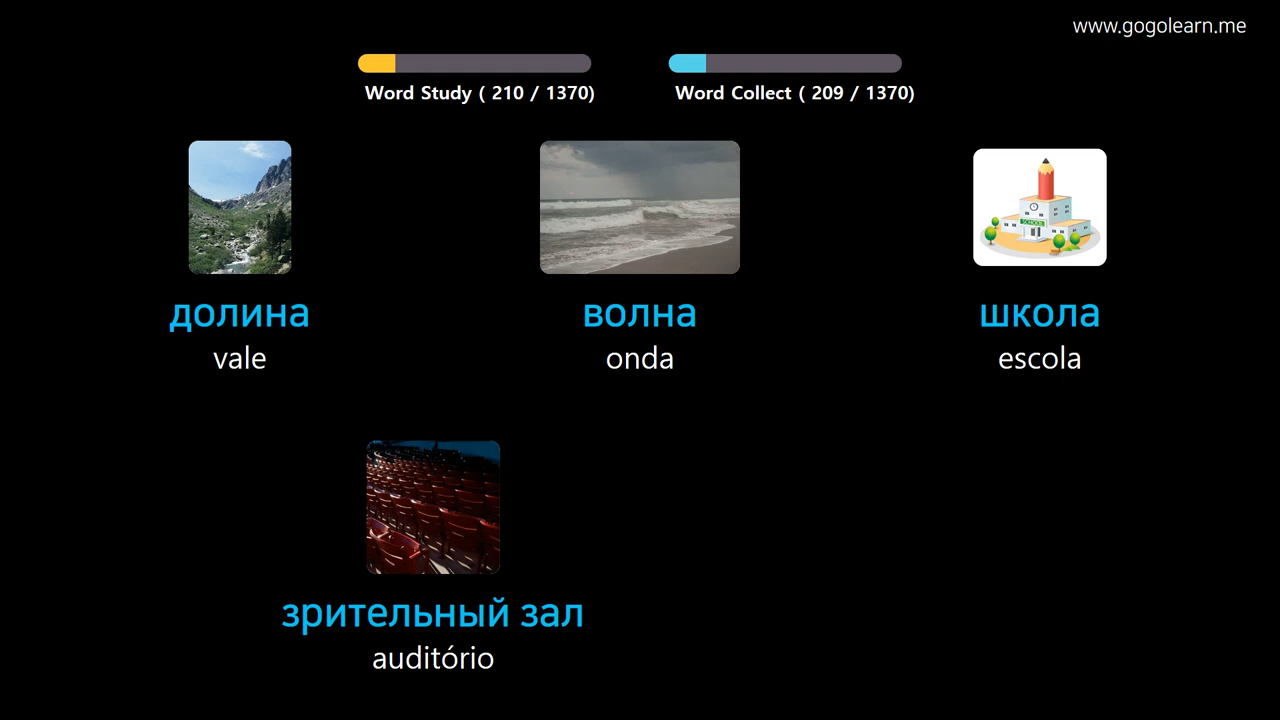 www.gogolearn.me
Word Study ( 210 / 1370)
Word Collect ( 209 / 1370)
SCHOOL
долина
волна
школа
vale
onda
escola
зрительный зал
auditório